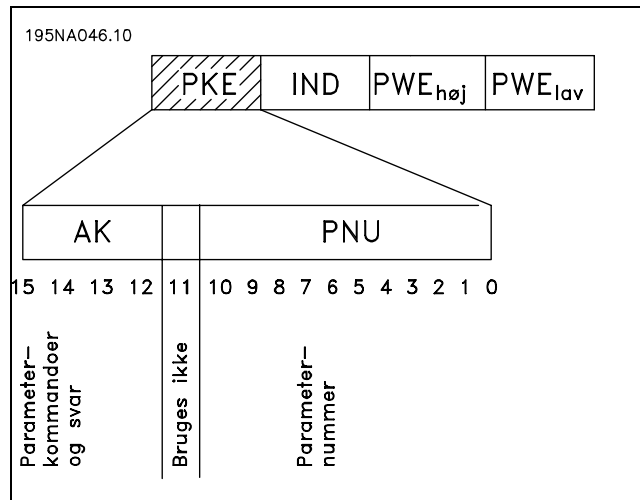 195NA046.10
PKE IND PWEhøj PWElav
AK PNU
15 14 13 12 11 10 9 8 7 6 5 4 3 2 1 0
Parameter-
kommandoer
og svar
Bruges ikke
Parameter-
nummer